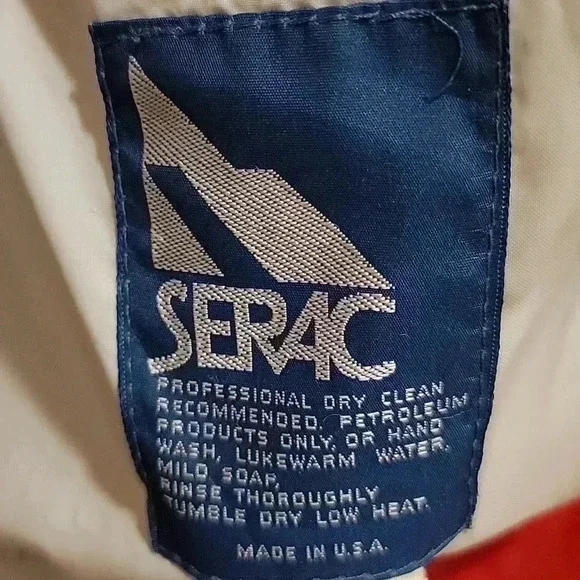 SERAC
PROFESSIONAL DRY CLEAN
RECOMMENDED. PETROLEUM
PRODUCTS ONLY, OR HAND
WASH, LUKEWARM WATER.
MILD SOAP.
RINSE THOROUGHLY
TUMBLE DRY LOW HEAT.
MADE IN U.S.A.